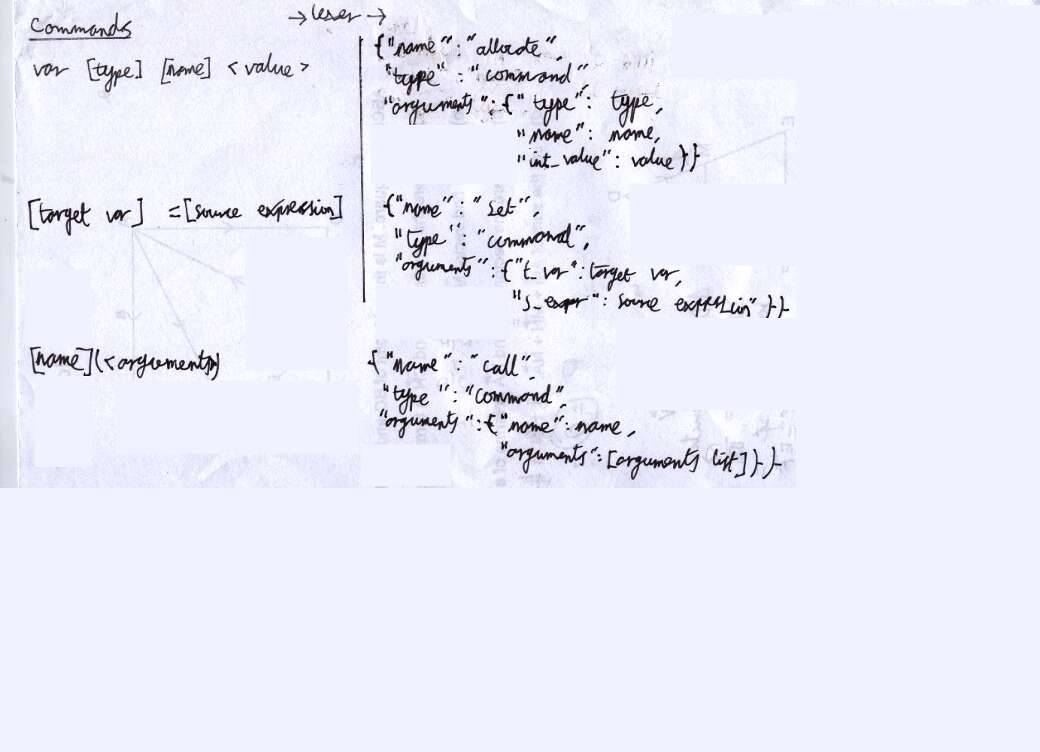 Commands
→ lexer →
var [type] [name] <value>
{"name": "allocate",
"type": "command",
"arguments": {"type": type,
"name": name,
"int_value": value}}
[target var] =[source expression]
{"name": "set",
"type": "command",
"arguments": {"t_var": target var,
"s_expr": source expression"}}
[name](<arguments>)
{"name": "call",
"type": "command",
"arguments": {"name": name,
"arguments": [arguments list]}}